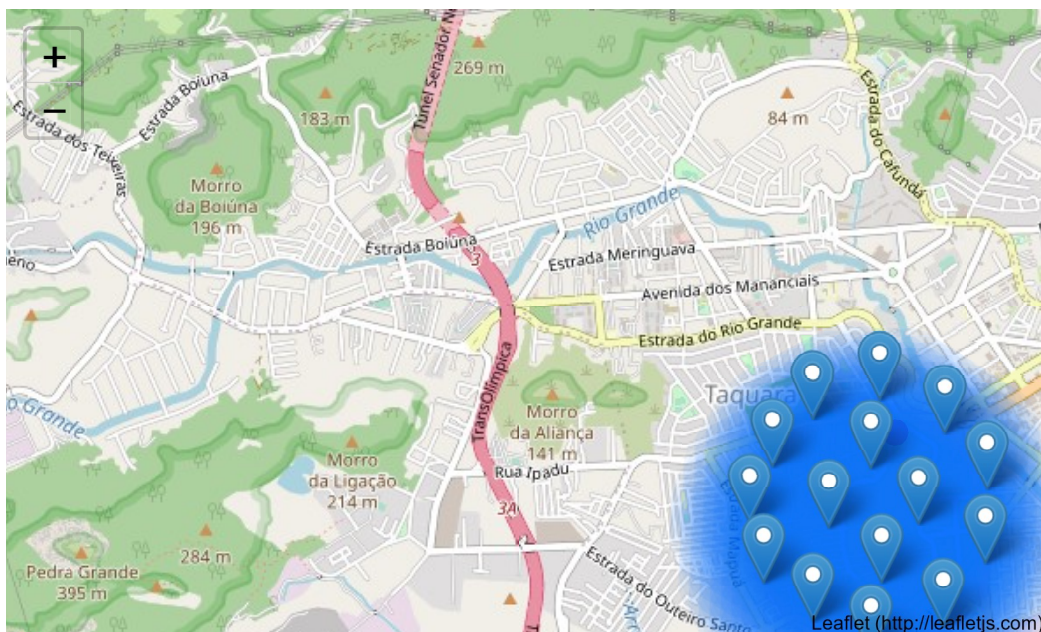 +
−
269 m
Túnel Senador N
Estrada Boiuna
183 m
84 m
Estrada dos Teixeiras
Estrada do Cafundá
Morro
da Boiúna
196 m
Rio Grande
Estrada Boiúna
3
Estrada Meringuava
Avenida dos Mananciais
Estrada do Rio Grande
TransOlímpica
Taquara
o Grande
Morro
da Aliança
141 m
Morro
da Ligação
214 m
Rua Ipadu
3A
284 m
Pedra Grande
395 m
Estrada do Outeiro Santo
Leaflet (http://leafletjs.com)